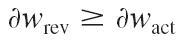 ∂w_rev ≥ ∂w_act